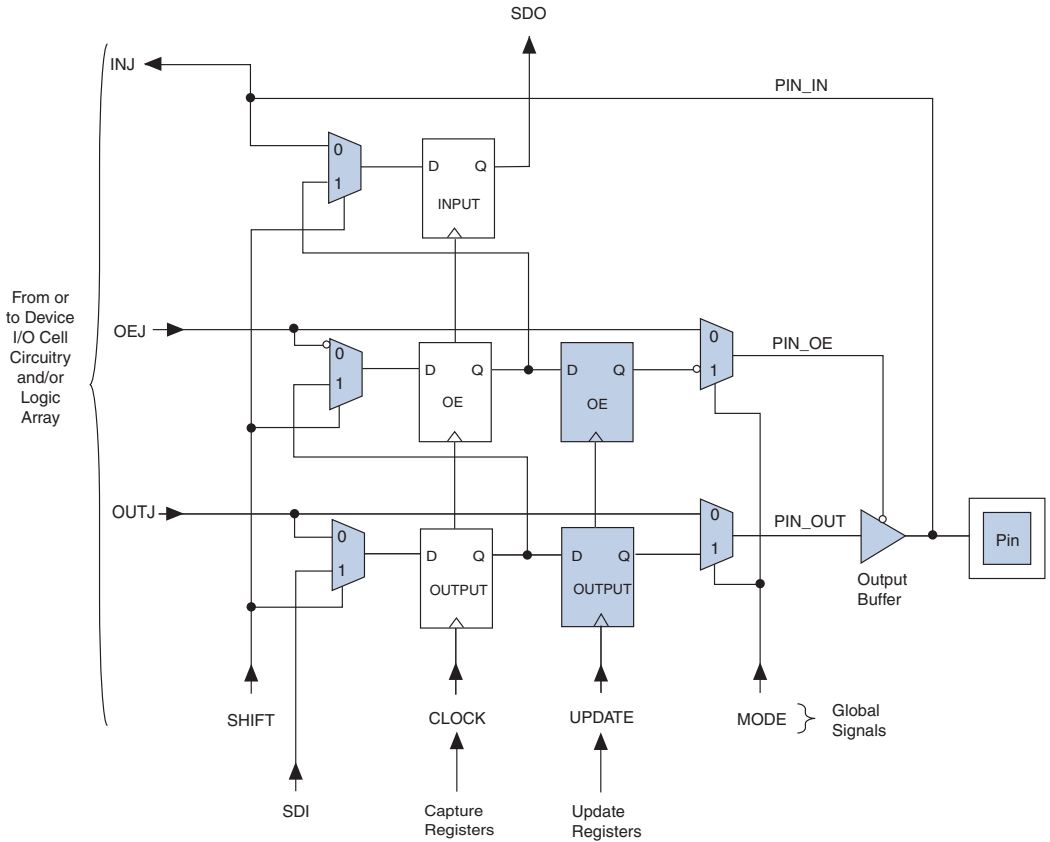 SDO
INJ
PIN_IN
0
1
D Q
INPUT
From or
to Device
I/O Cell
Circuitry
and/or
Logic
Array
OEJ
0
1
D Q
OE
D Q
OE
0
1
PIN_OE
OUTJ
0
1
D Q
OUTPUT
D Q
OUTPUT
0
1
PIN_OUT
Pin
Output
Buffer
SHIFT
CLOCK
UPDATE
MODE
Global
Signals
SDI
Capture
Registers
Update
Registers